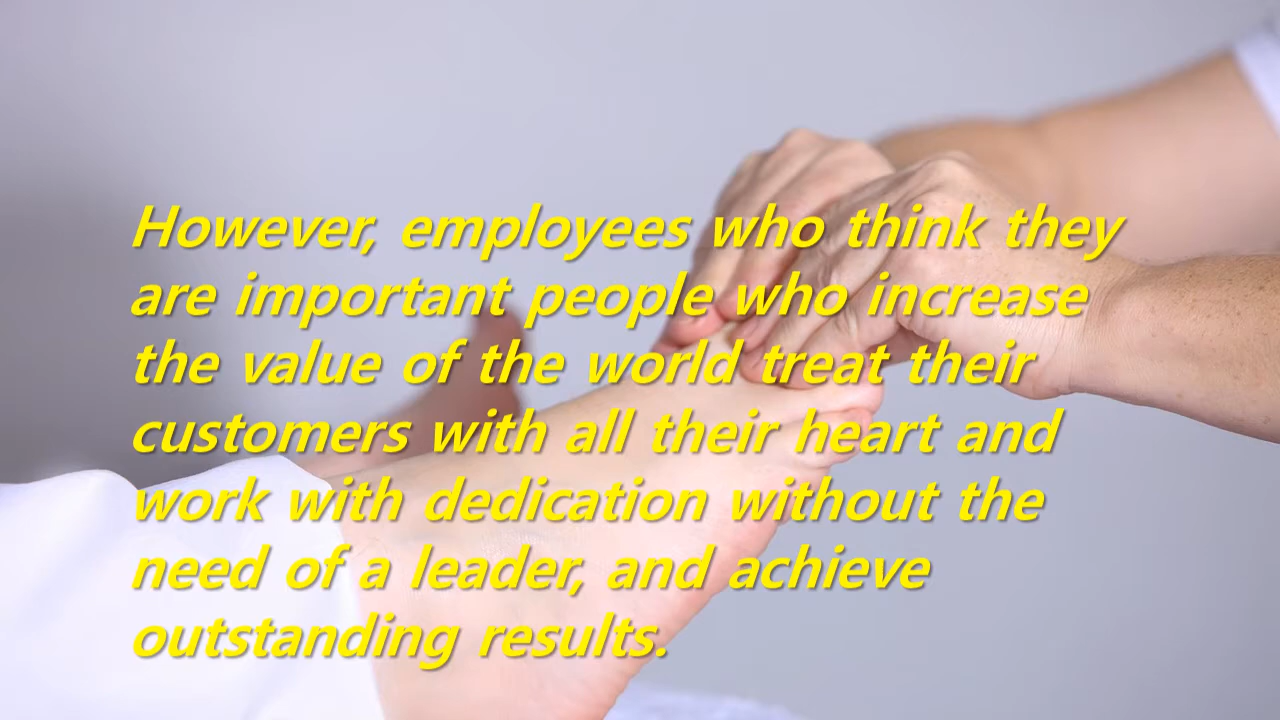 However, employees who think they
are important people who increase
the value of the world treat their
customers with all their heart and
work with dedication without the
need of a leader, and achieve
outstanding results.